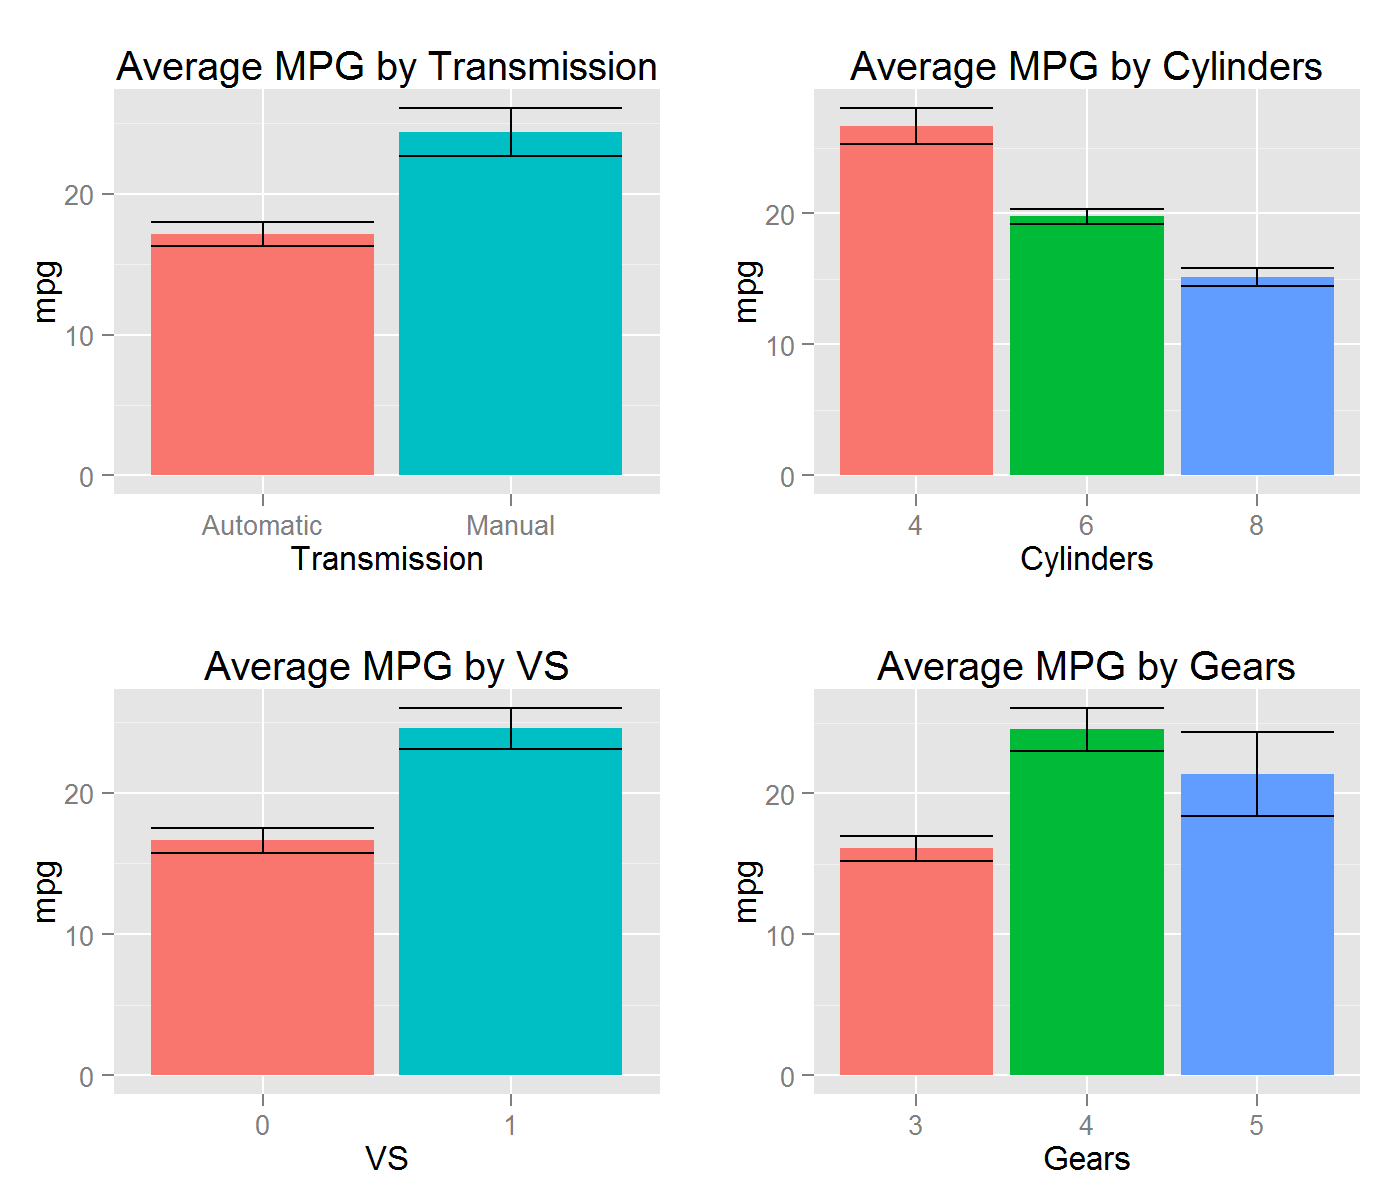 Average MPG by Transmission
mpg
20
10
0
Automatic Manual
Transmission
Average MPG by Cylinders
mpg
20
10
0
4 6 8
Cylinders
Average MPG by VS
mpg
20
10
0
0 1
VS
Average MPG by Gears
mpg
20
10
0
3 4 5
Gears